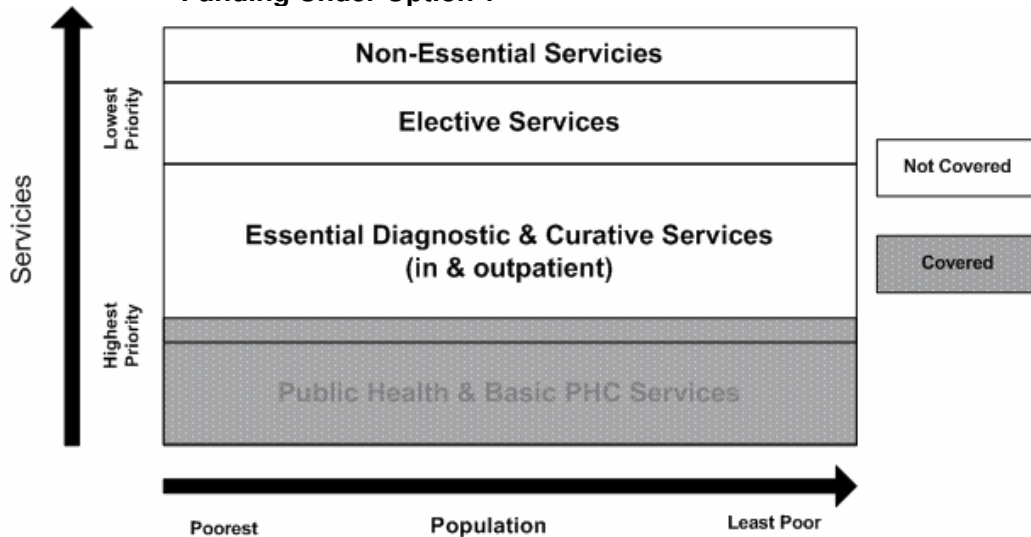 Funding Under Option
Non-Essential Servicies
Elective Services
Essential Diagnostic & Curative Services
(in & outpatient)
Public Health & Basic PHC Services
Servicies
Lowest
Priority
Highest
Priority
Not Covered
Covered
Poorest
Population
Least Poor